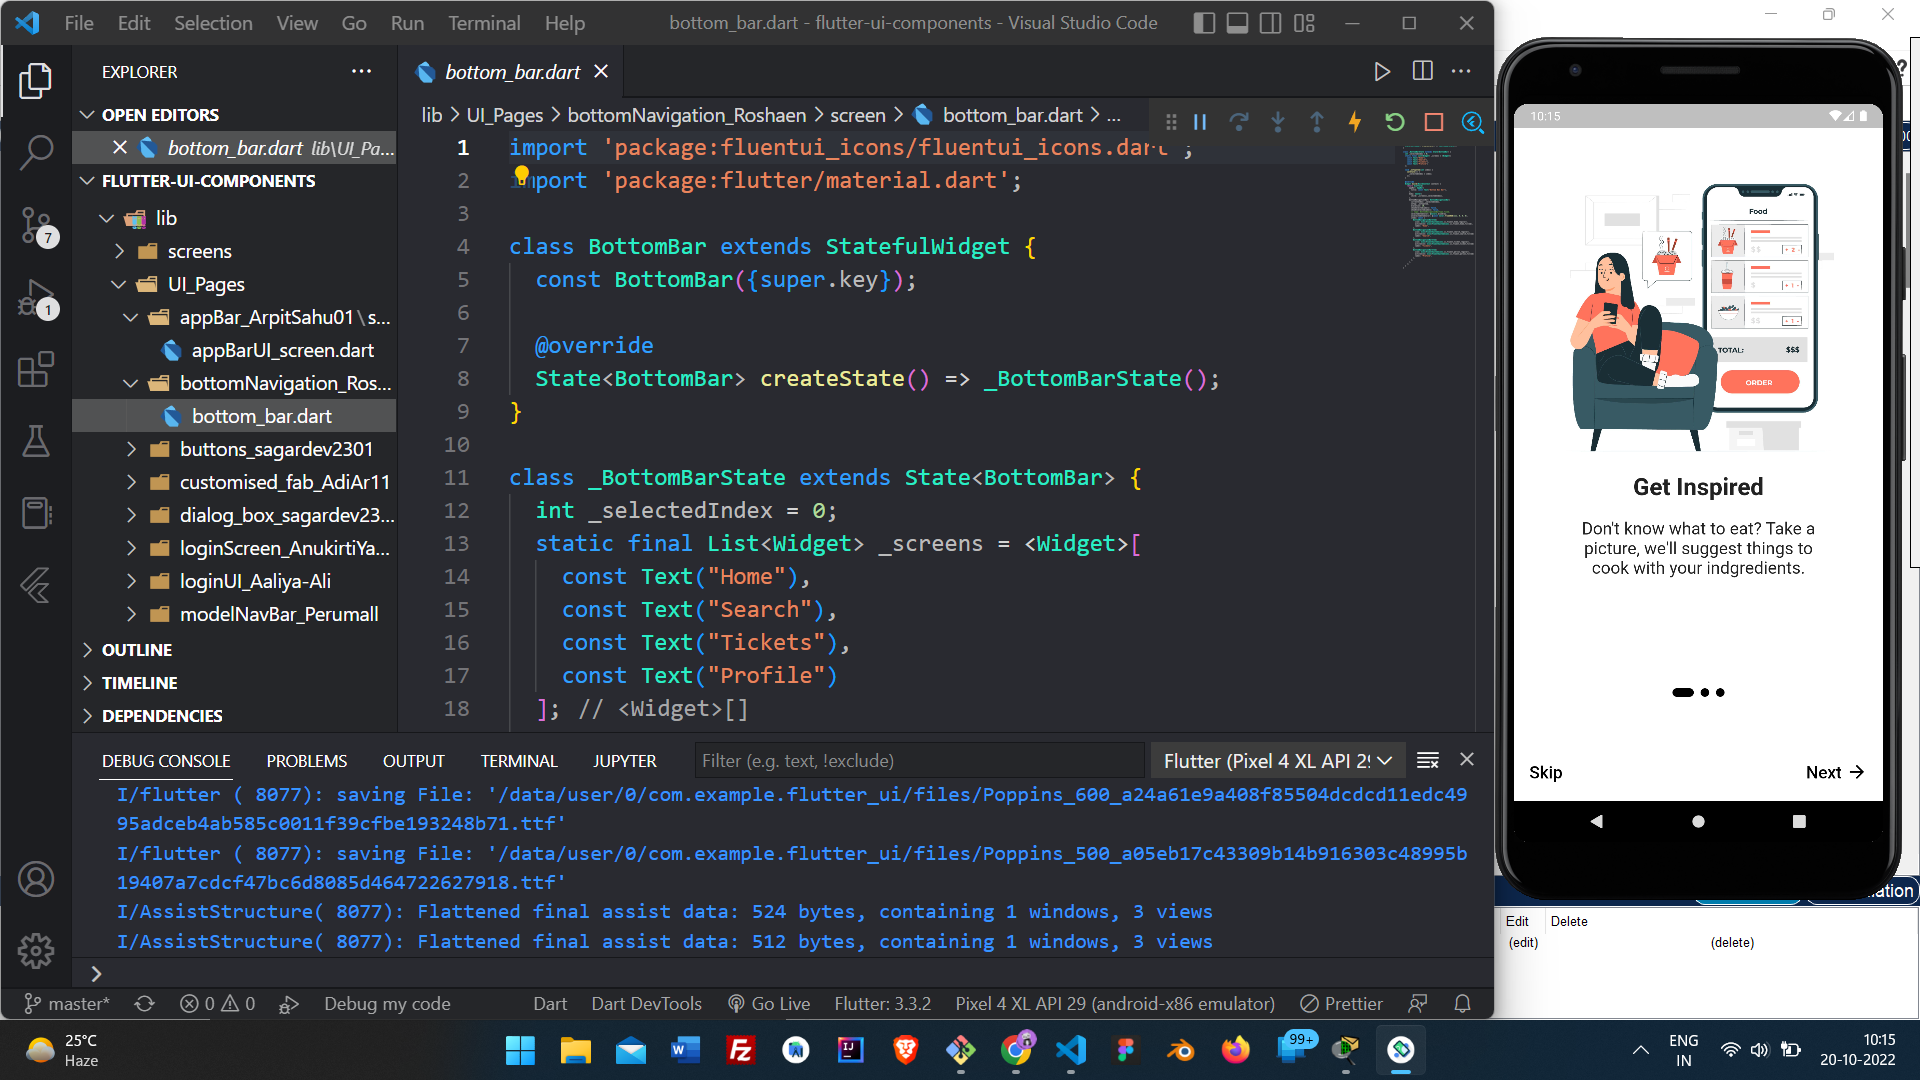 File Edit Selection View Go Run Terminal Help
bottom_bar.dart - flutter-ui-components - Visual Studio Code
EXPLORER
OPEN EDITORS
bottom_bar.dart lib\UI_Pa...
FLUTTER-UI-COMPONENTS
lib
screens
UI_Pages
appBar_ArpitSahu01\s...
appBarUI_screen.dart
bottomNavigation_Ros...
bottom_bar.dart
buttons_sagardev2301
customised_fab_AdiAr11
dialog_box_sagardev23...
loginScreen_AnukirtiYa...
loginUI_Aaliya-Ali
modelNavBar_Perumall
OUTLINE
TIMELINE
DEPENDENCIES
7
1
bottom_bar.dart
lib > UI_Pages > bottomNavigation_Roshaen > screen > bottom_bar.dart > ...
1 import 'package:fluentui_icons/fluentui_icons.dart';
2 import 'package:flutter/material.dart';
3
4 class BottomBar extends StatefulWidget {
5 const BottomBar({super.key});
6
7 @override
8 State<BottomBar> createState() => _BottomBarState();
9 }
10
11 class _BottomBarState extends State<BottomBar> {
12 int _selectedIndex = 0;
13 static final List<Widget> _screens = <Widget>[
14 const Text("Home"),
15 const Text("Search"),
16 const Text("Tickets"),
17 const Text("Profile")
18 ]; // <Widget>[]
DEBUG CONSOLE PROBLEMS OUTPUT TERMINAL JUPYTER
Filter (e.g. text, !exclude)
Flutter (Pixel 4 XL API 29
I/flutter ( 8077): saving File: '/data/user/0/com.example.flutter_ui/files/Poppins_600_a24a61e9a408f85504dcdcd11edc49
95adceb4ab585c0011f39cfbe193248b71.ttf'
I/flutter ( 8077): saving File: '/data/user/0/com.example.flutter_ui/files/Poppins_500_a05eb17c43309b14b916303c48995b
19407a7cdcf47bc6d8085d464722627918.ttf'
I/AssistStructure( 8077): Flattened final assist data: 524 bytes, containing 1 windows, 3 views
I/AssistStructure( 8077): Flattened final assist data: 512 bytes, containing 1 windows, 3 views
master* 0 0 Debug my code Dart Dart DevTools Go Live Flutter: 3.3.2 Pixel 4 XL API 29 (android-x86 emulator) Prettier
10:15
Food
TOTAL: $$$
ORDER
Get Inspired
Don't know what to eat? Take a
picture, we'll suggest things to
cook with your indgredients.
Skip
Next
Edit Delete
(edit) (delete)
25°C
Haze
99+
ENG
IN
10:15
20-10-2022